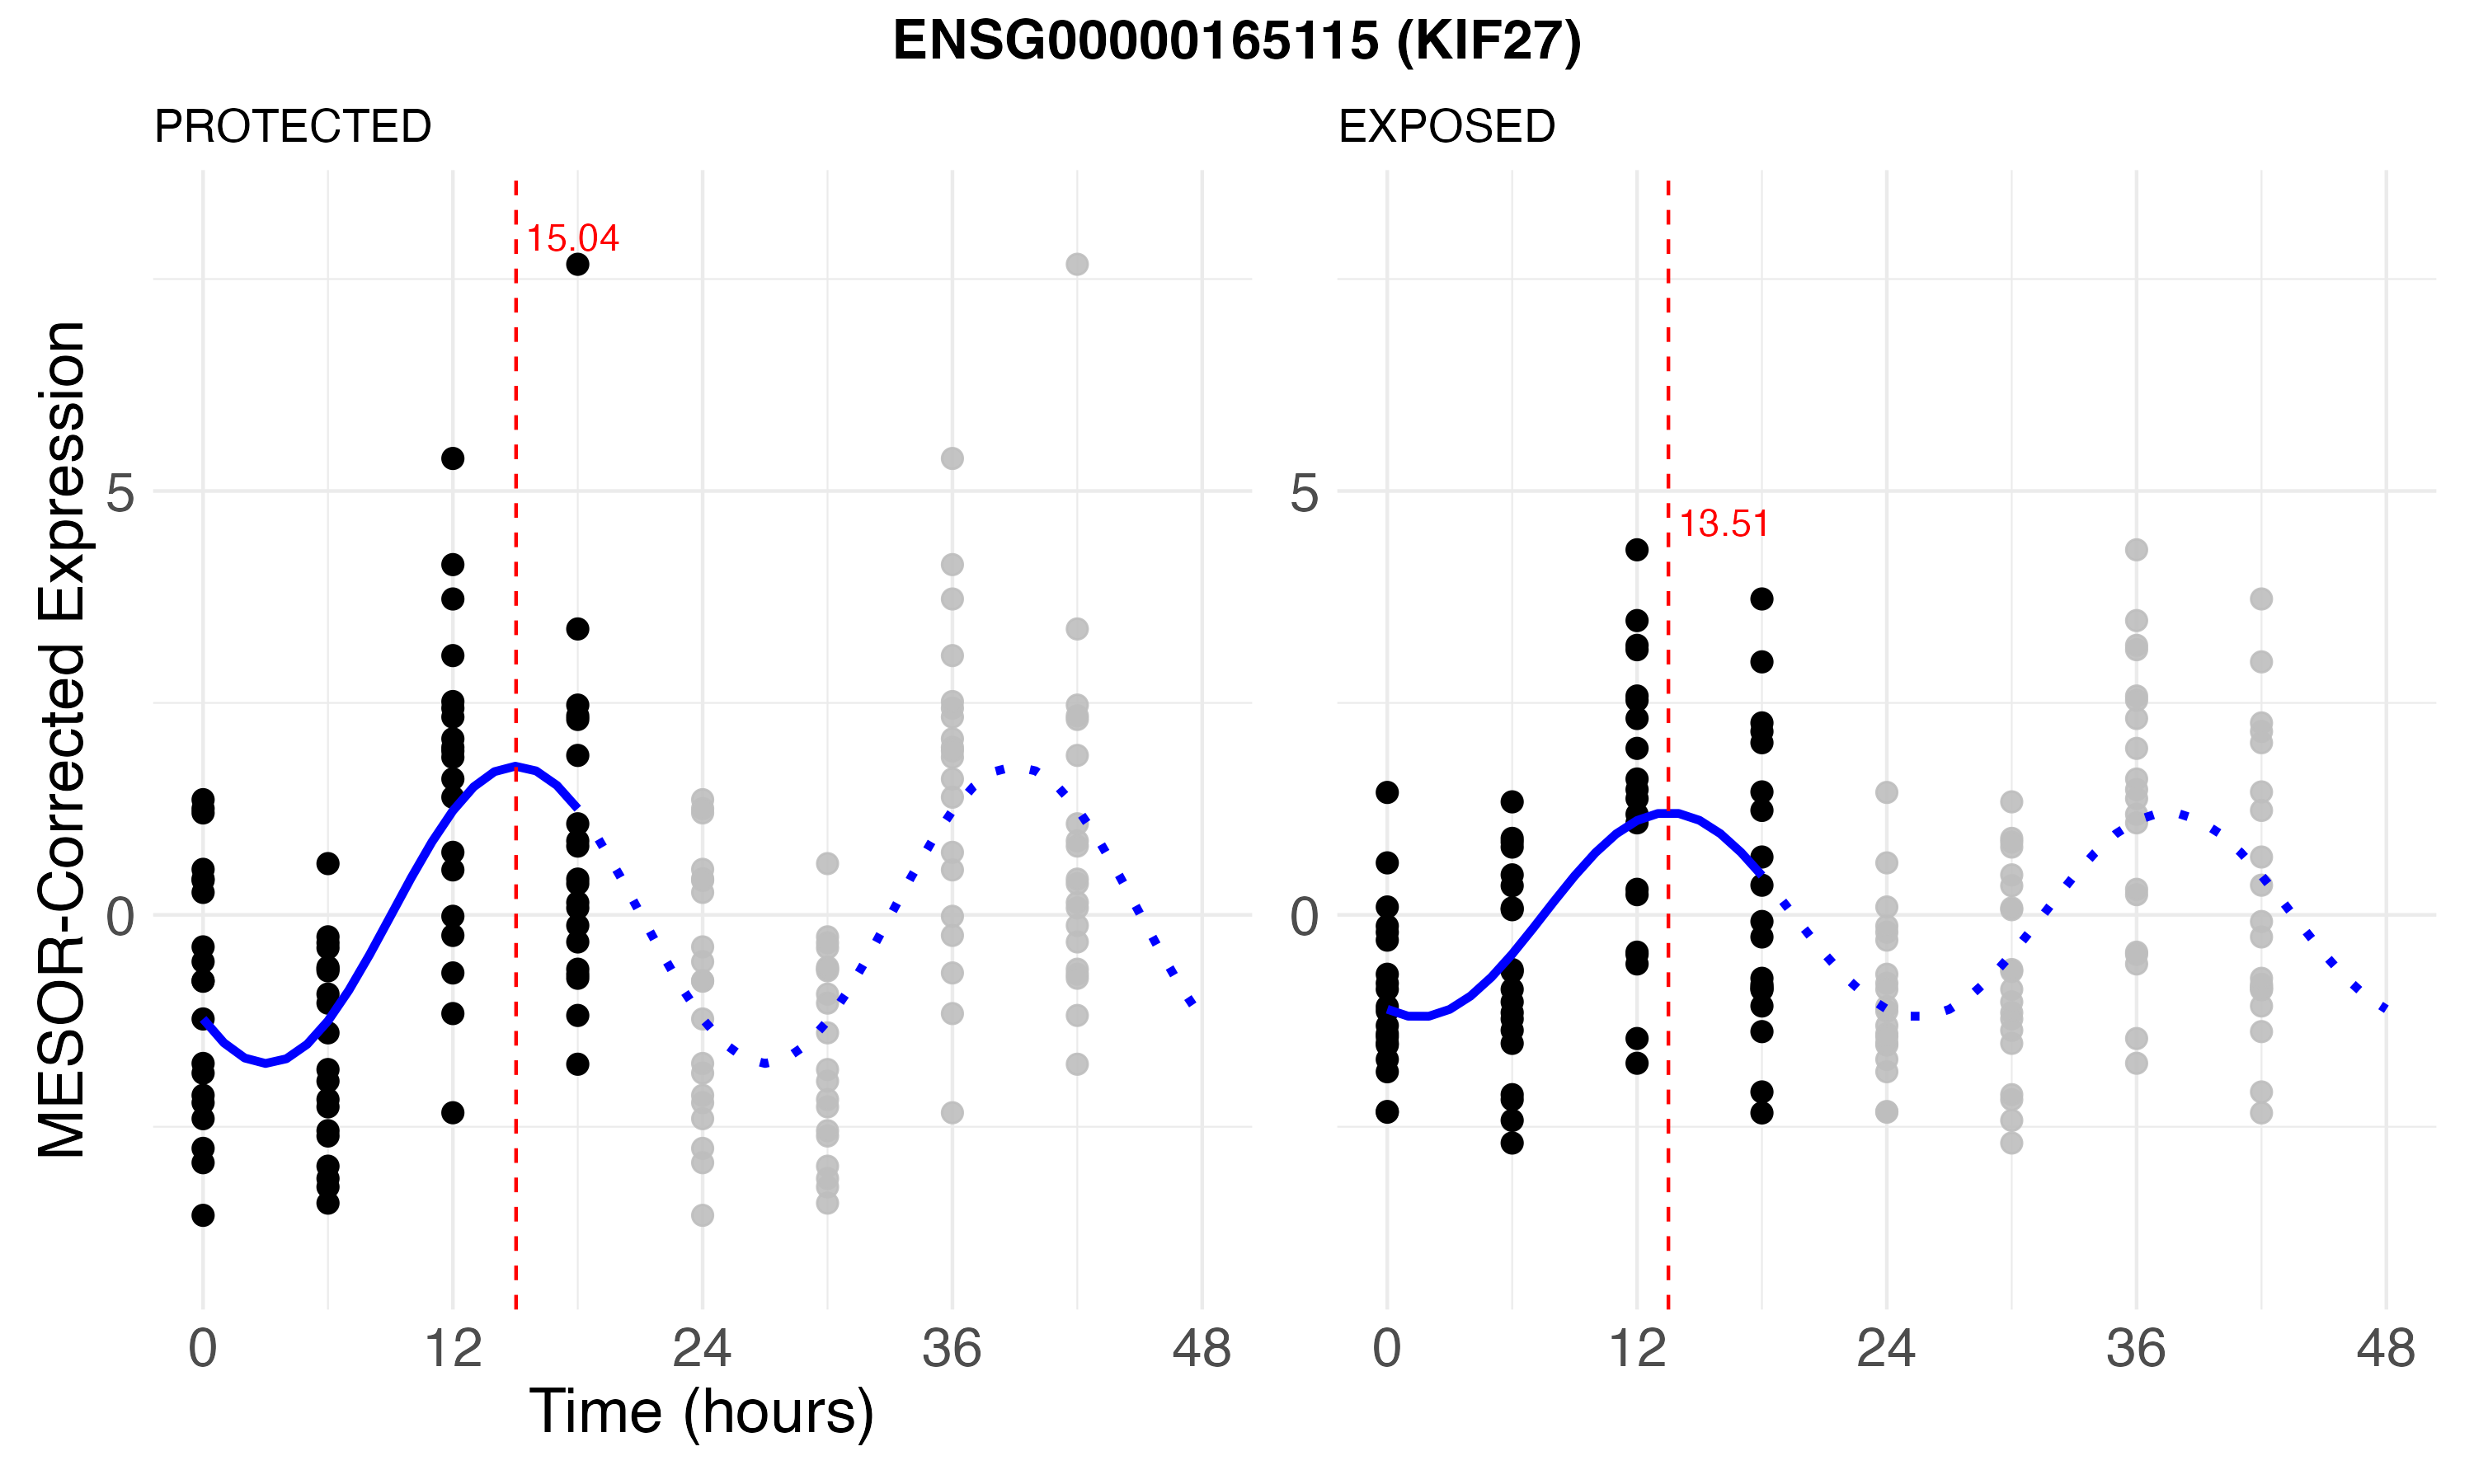 ENSG00000165115 (KIF27)
PROTECTED
EXPOSED
15.04
13.51
MESOR-Corrected Expression
5
0
5
0
0 12 24 36 48
0 12 24 36 48
Time (hours)